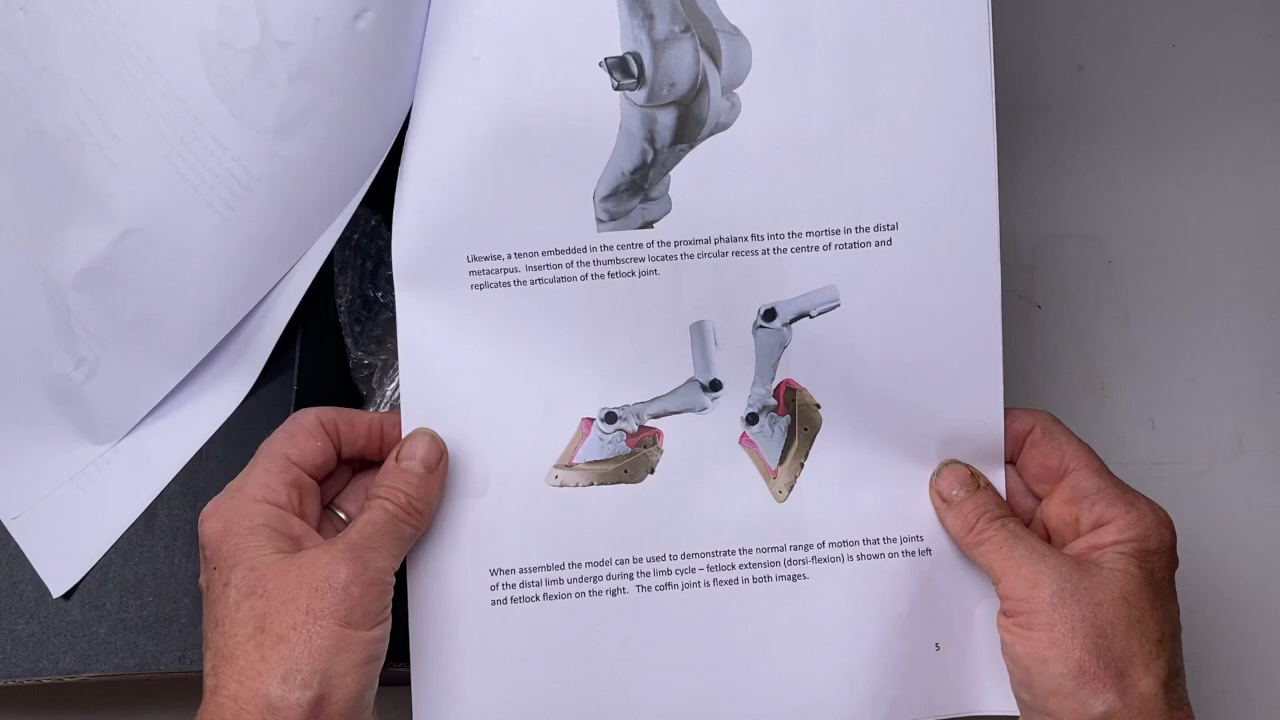 Likewise, a tenon embedded in the centre of the proximal phalanx fits into the mortise in the distal
metacarpus. Insertion of the thumbscrew locates the circular recess at the centre of rotation and
replicates the articulation of the fetlock joint.
When assembled the model can be used to demonstrate the normal range of motion that the joints
of the distal limb undergo during the limb cycle – fetlock extension (dorsi-flexion) is shown on the left
and fetlock flexion on the right. The coffin joint is flexed in both images.
5